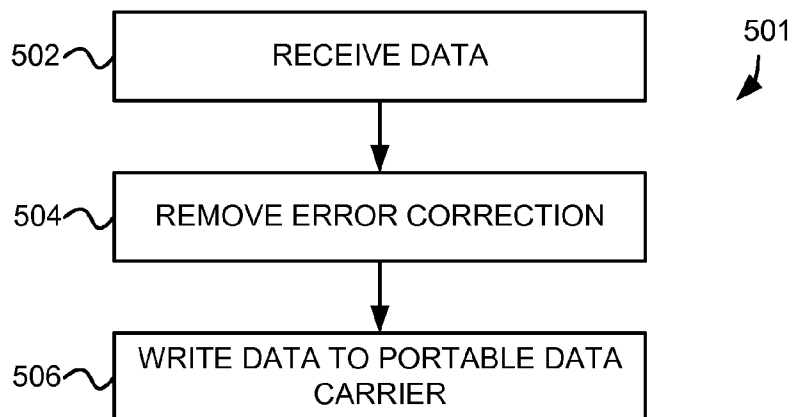 501
502 RECEIVE DATA
504 REMOVE ERROR CORRECTION
506 WRITE DATA TO PORTABLE DATA
CARRIER